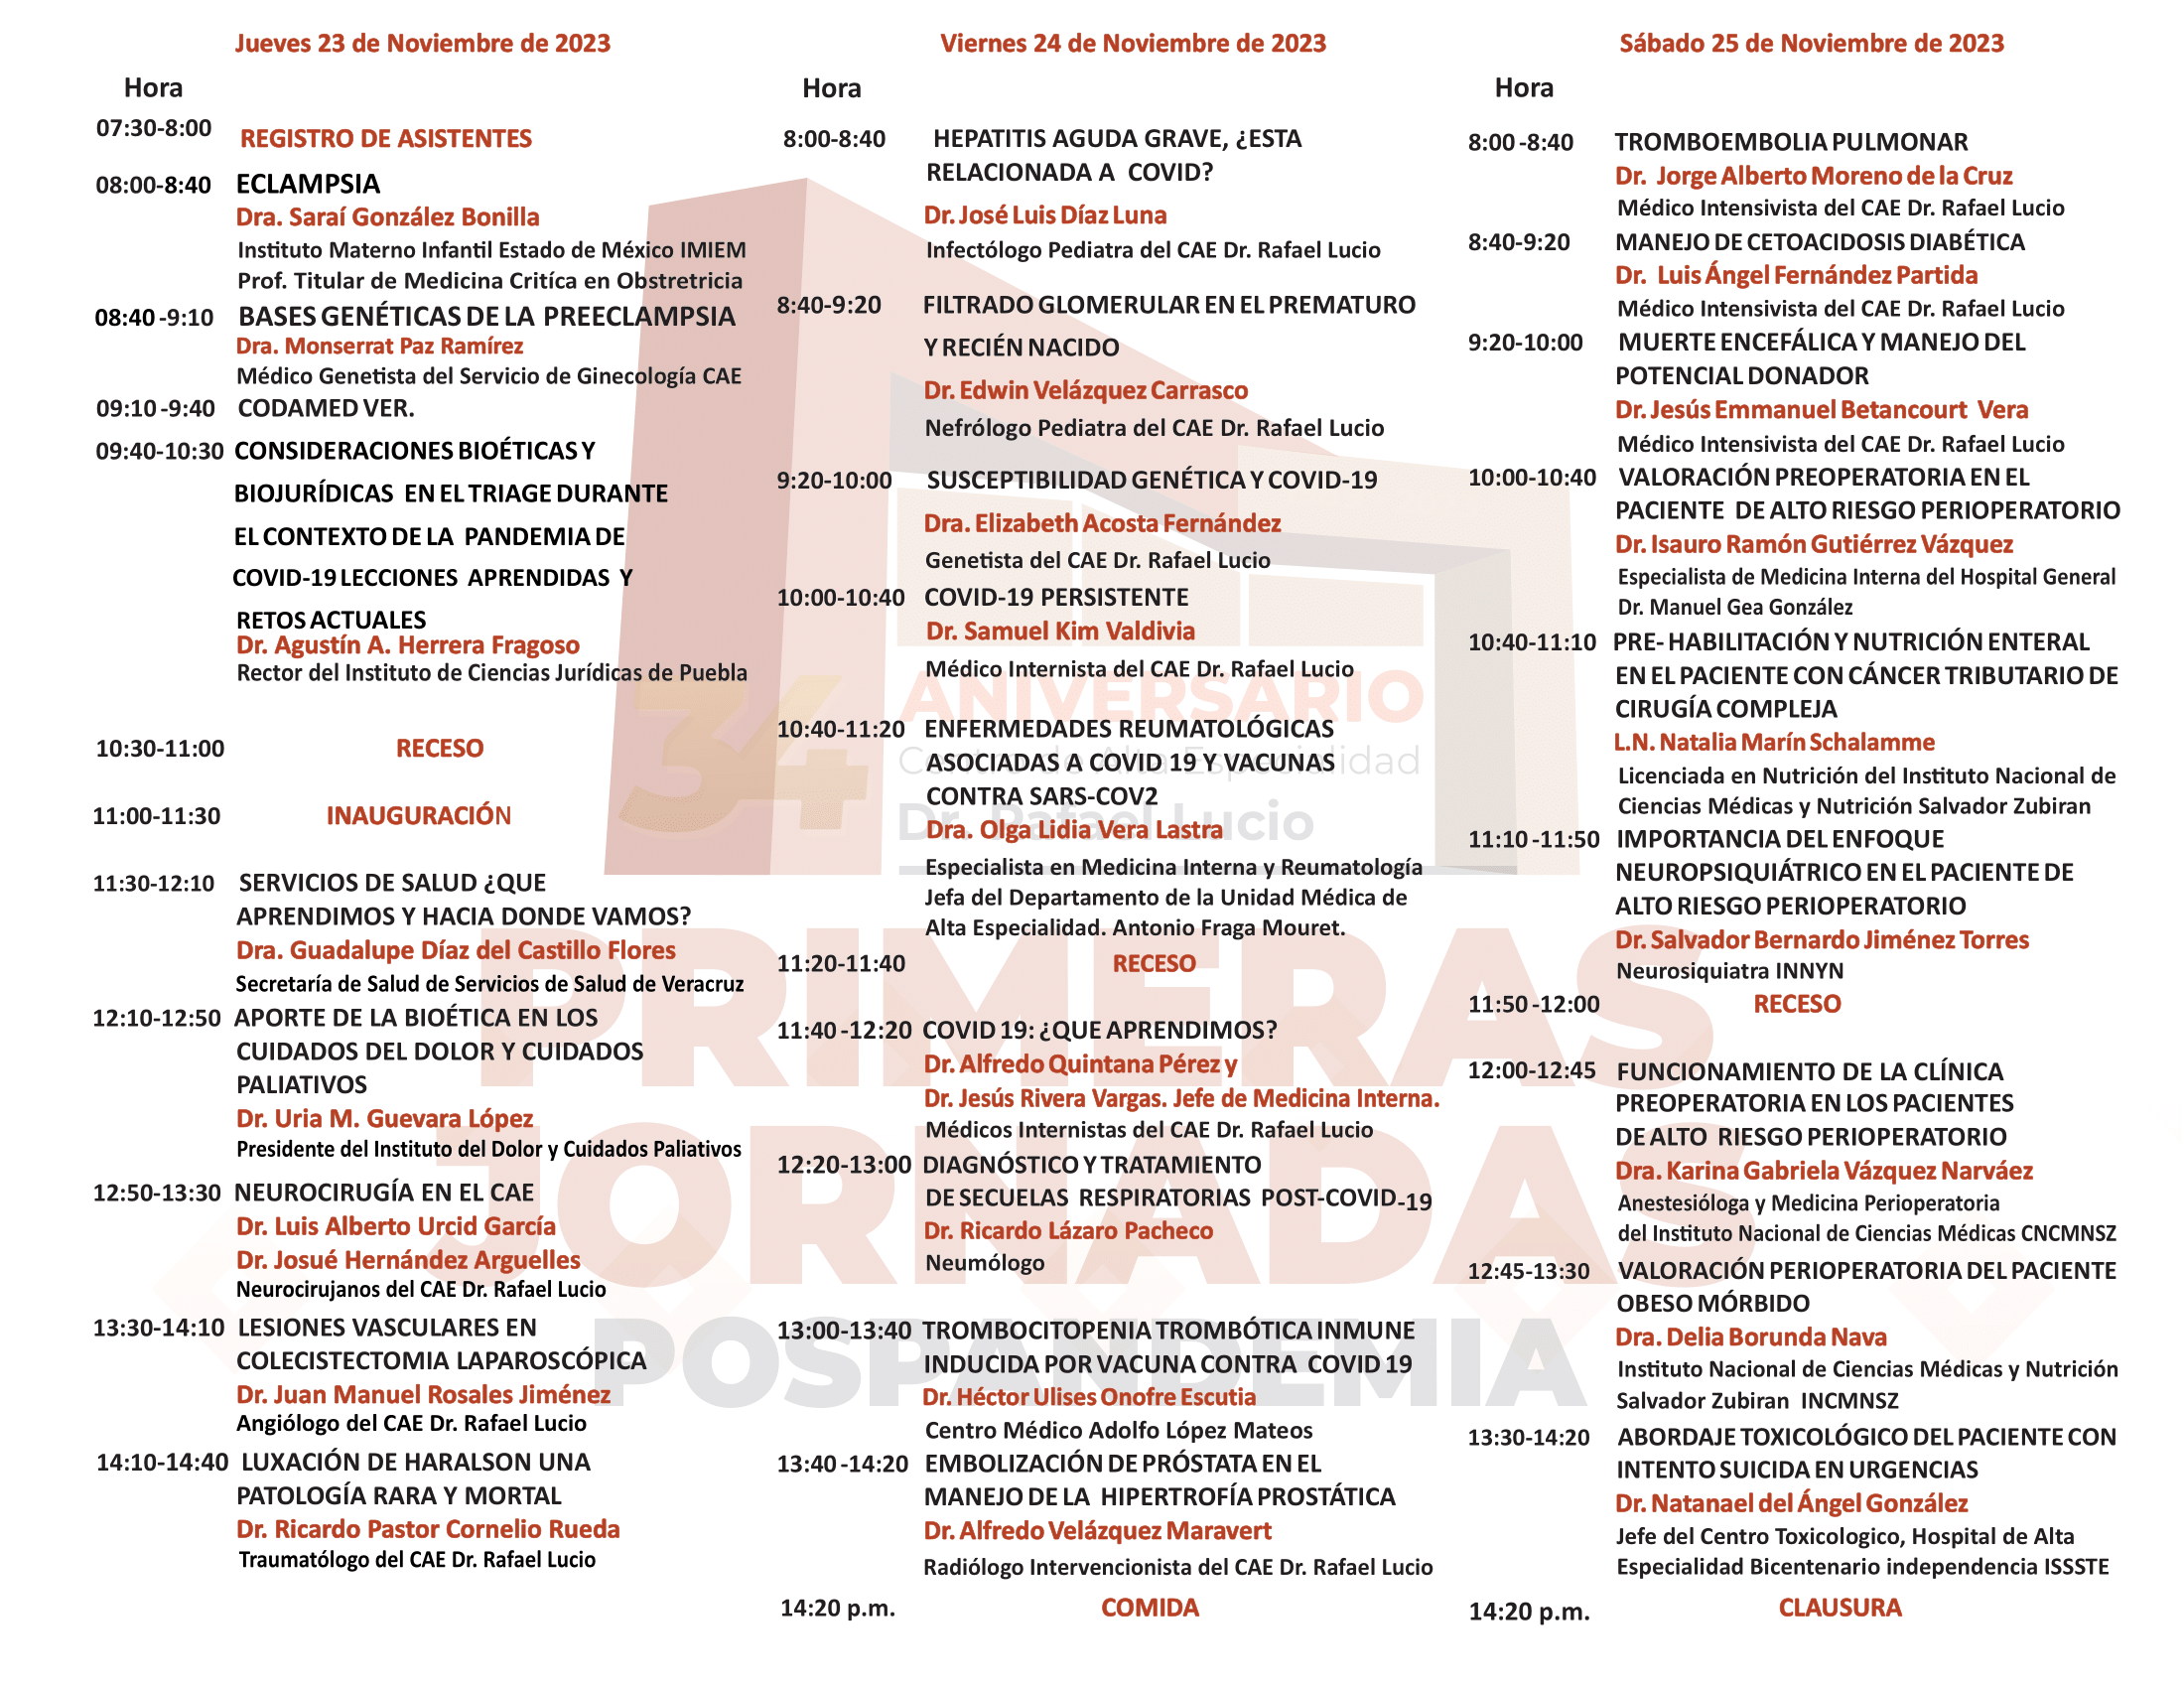 Jueves 23 de Noviembre de 2023
Hora
07:30-8:00 REGISTRO DE ASISTENTES
08:00-8:40 ECLAMPSIA
Dra. Saraí González Bonilla
Instituto Materno Infantil Estado de México IMIEM
Prof. Titular de Medicina Critíca en Obstretricia
08:40 -9:10 BASES GENÉTICAS DE LA PREECLAMPSIA
Dra. Monserrat Paz Ramírez
Médico Genetista del Servicio de Ginecología CAE
09:10 -9:40 CODAMED VER.
09:40-10:30 CONSIDERACIONES BIOÉTICAS Y
BIOJURÍDICAS EN EL TRIAGE DURANTE
EL CONTEXTO DE LA PANDEMIA DE
COVID-19 LECCIONES APRENDIDAS Y
RETOS ACTUALES
Dr. Agustín A. Herrera Fragoso
Rector del Instituto de Ciencias Jurídicas de Puebla
10:30-11:00 RECESO
11:00-11:30 INAUGURACIÓN
11:30-12:10 SERVICIOS DE SALUD ¿QUE
APRENDIMOS Y HACIA DONDE VAMOS?
Dra. Guadalupe Díaz del Castillo Flores
Secretaría de Salud de Servicios de Salud de Veracruz
12:10-12:50 APORTE DE LA BIOÉTICA EN LOS
CUIDADOS DEL DOLOR Y CUIDADOS
PALIATIVOS
Dr. Uria M. Guevara López
Presidente del Instituto del Dolor y Cuidados Paliativos
12:50-13:30 NEUROCIRUGÍA EN EL CAE
Dr. Luis Alberto Urcid García
Dr. Josué Hernández Arguelles
Neurocirujanos del CAE Dr. Rafael Lucio
13:30-14:10 LESIONES VASCULARES EN
COLECISTECTOMIA LAPAROSCÓPICA
Dr. Juan Manuel Rosales Jiménez
Angiólogo del CAE Dr. Rafael Lucio
14:10-14:40 LUXACIÓN DE HARALSON UNA
PATOLOGÍA RARA Y MORTAL
Dr. Ricardo Pastor Cornelio Rueda
Traumatólogo del CAE Dr. Rafael Lucio
Viernes 24 de Noviembre de 2023
Hora
8:00-8:40 HEPATITIS AGUDA GRAVE, ¿ESTA
RELACIONADA A COVID?
Dr. José Luis Díaz Luna
Infectólogo Pediatra del CAE Dr. Rafael Lucio
8:40-9:20 FILTRADO GLOMERULAR EN EL PREMATURO
Y RECIÉN NACIDO
Dr. Edwin Velázquez Carrasco
Nefrólogo Pediatra del CAE Dr. Rafael Lucio
9:20-10:00 SUSCEPTIBILIDAD GENÉTICA Y COVID-19
Dra. Elizabeth Acosta Fernández
Genetista del CAE Dr. Rafael Lucio
10:00-10:40 COVID-19 PERSISTENTE
Dr. Samuel Kim Valdivia
Médico Internista del CAE Dr. Rafael Lucio
10:40-11:20 ENFERMEDADES REUMATOLÓGICAS
ASOCIADAS A COVID 19 Y VACUNAS
CONTRA SARS-COV2
Dra. Olga Lidia Vera Lastra
Especialista en Medicina Interna y Reumatología
Jefa del Departamento de la Unidad Médica de
Alta Especialidad. Antonio Fraga Mouret.
11:20-11:40 RECESO
11:40 -12:20 COVID 19: ¿QUE APRENDIMOS?
Dr. Alfredo Quintana Pérez y
Dr. Jesús Rivera Vargas. Jefe de Medicina Interna.
Médicos Internistas del CAE Dr. Rafael Lucio
12:20-13:00 DIAGNÓSTICO Y TRATAMIENTO
DE SECUELAS RESPIRATORIAS POST-COVID-19
Dr. Ricardo Lázaro Pacheco
Neumólogo
13:00-13:40 TROMBOCITOPENIA TROMBÓTICA INMUNE
INDUCIDA POR VACUNA CONTRA COVID 19
Dr. Héctor Ulises Onofre Escutia
Centro Médico Adolfo López Mateos
13:40 -14:20 EMBOLIZACIÓN DE PRÓSTATA EN EL
MANEJO DE LA HIPERTROFÍA PROSTÁTICA
Dr. Alfredo Velázquez Maravert
Radiólogo Intervencionista del CAE Dr. Rafael Lucio
14:20 p.m. COMIDA
Sábado 25 de Noviembre de 2023
Hora
8:00 -8:40 TROMBOEMBOLIA PULMONAR
Dr. Jorge Alberto Moreno de la Cruz
Médico Intensivista del CAE Dr. Rafael Lucio
8:40-9:20 MANEJO DE CETOACIDOSIS DIABÉTICA
Dr. Luis Ángel Fernández Partida
Médico Intensivista del CAE Dr. Rafael Lucio
9:20-10:00 MUERTE ENCEFÁLICA Y MANEJO DEL
POTENCIAL DONADOR
Dr. Jesús Emmanuel Betancourt Vera
Médico Intensivista del CAE Dr. Rafael Lucio
10:00-10:40 VALORACIÓN PREOPERATORIA EN EL
PACIENTE DE ALTO RIESGO PERIOPERATORIO
Dr. Isauro Ramón Gutiérrez Vázquez
Especialista de Medicina Interna del Hospital General
Dr. Manuel Gea González
10:40-11:10 PRE- HABILITACIÓN Y NUTRICIÓN ENTERAL
EN EL PACIENTE CON CÁNCER TRIBUTARIO DE
CIRUGÍA COMPLEJA
L.N. Natalia Marín Schalamme
Licenciada en Nutrición del Instituto Nacional de
Ciencias Médicas y Nutrición Salvador Zubiran
11:10 -11:50 IMPORTANCIA DEL ENFOQUE
NEUROPSIQUIÁTRICO EN EL PACIENTE DE
ALTO RIESGO PERIOPERATORIO
Dr. Salvador Bernardo Jiménez Torres
Neurosiquiatra INNYN
11:50 -12:00 RECESO
12:00-12:45 FUNCIONAMIENTO DE LA CLÍNICA
PREOPERATORIA EN LOS PACIENTES
DE ALTO RIESGO PERIOPERATORIO
Dra. Karina Gabriela Vázquez Narváez
Anestesióloga y Medicina Perioperatoria
del Instituto Nacional de Ciencias Médicas CNCMNSZ
12:45-13:30 VALORACIÓN PERIOPERATORIA DEL PACIENTE
OBESO MÓRBIDO
Dra. Delia Borunda Nava
Instituto Nacional de Ciencias Médicas y Nutrición
Salvador Zubiran INCMNSZ
13:30-14:20 ABORDAJE TOXICOLÓGICO DEL PACIENTE CON
INTENTO SUICIDA EN URGENCIAS
Dr. Natanael del Ángel González
Jefe del Centro Toxicologico, Hospital de Alta
Especialidad Bicentenario independencia ISSSTE
14:20 p.m. CLAUSURA
34 ANIVERSARIO
Centro de Alta Especialidad
Dr. Rafael Lucio
PRIMERAS
JORNADAS
POSPANDEMIA